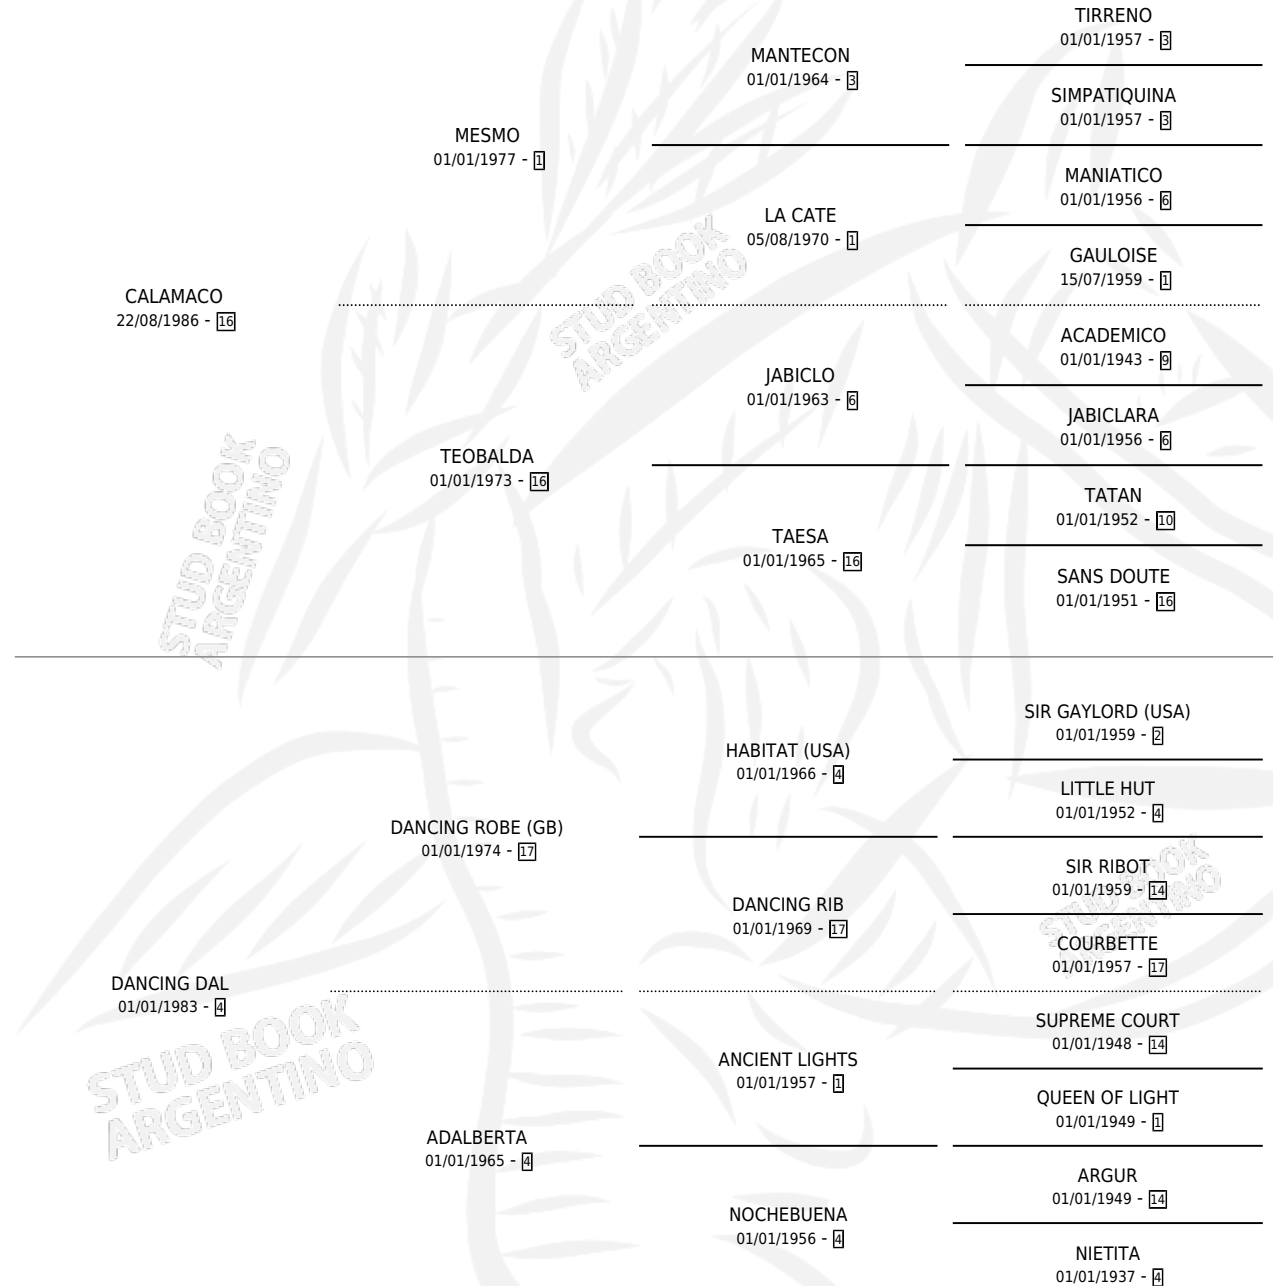 TIRRENO
01/01/1957 - 3
MANTECON
01/01/1964 - 3
SIMPATIQUINA
01/01/1957 - 3
MESMO
01/01/1977 - 1
MANIATICO
01/01/1956 - 6
LA CATE
05/08/1970 - 1
GAULOISE
15/07/1959 - 1
CALAMACO
22/08/1986 - 16
STUD BOOK
ARGENTINO
ACADEMICO
01/01/1943 - 9
JABICLO
01/01/1963 - 6
JABICLARA
01/01/1956 - 6
TEOBALDA
01/01/1973 - 16
TATAN
01/01/1952 - 10
TAESA
01/01/1965 - 16
SANS DOUTE
01/01/1951 - 16
STUD BOOK
ARGENTINO
SIR GAYLORD (USA)
01/01/1959 - 2
HABITAT (USA)
01/01/1966 - 4
LITTLE HUT
01/01/1952 - 4
DANCING ROBE (GB)
01/01/1974 - 17
SIR RIBOT
01/01/1959 - 14
DANCING RIB
01/01/1969 - 17
STUD BOOK
ARGENTINO
COURBETTE
01/01/1957 - 17
DANCING DAL
01/01/1983 - 4
SUPREME COURT
01/01/1948 - 14
ANCIENT LIGHTS
01/01/1957 - 1
STUD BOOK
ARGENTINO
QUEEN OF LIGHT
01/01/1949 - 1
ADALBERTA
01/01/1965 - 4
ARGUR
01/01/1949 - 14
NOCHEBUENA
01/01/1956 - 4
NIETITA
01/01/1937 - 4